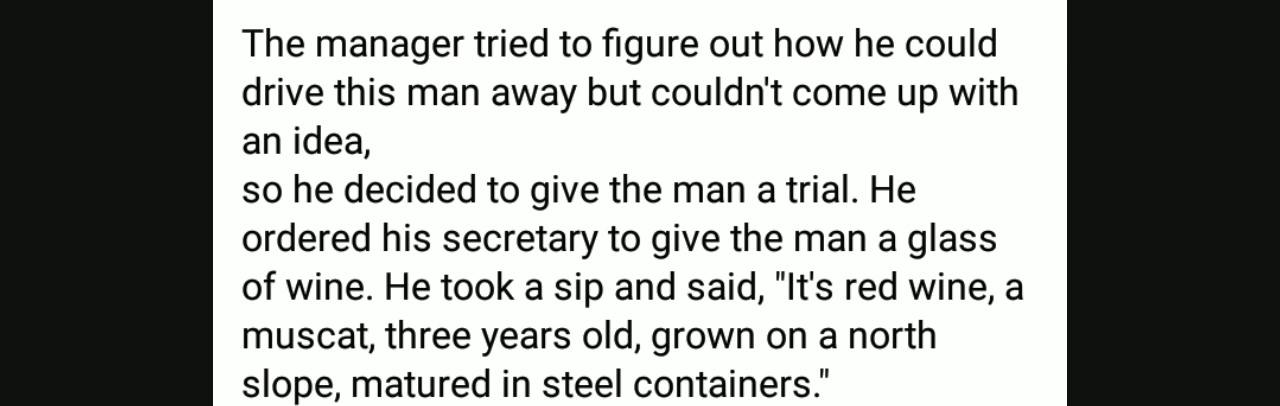 The manager tried to figure out how he could
drive this man away but couldn't come up with
an idea,
so he decided to give the man a trial. He
ordered his secretary to give the man a glass
of wine. He took a sip and said, "It's red wine, a
muscat, three years old, grown on a north
slope, matured in steel containers."